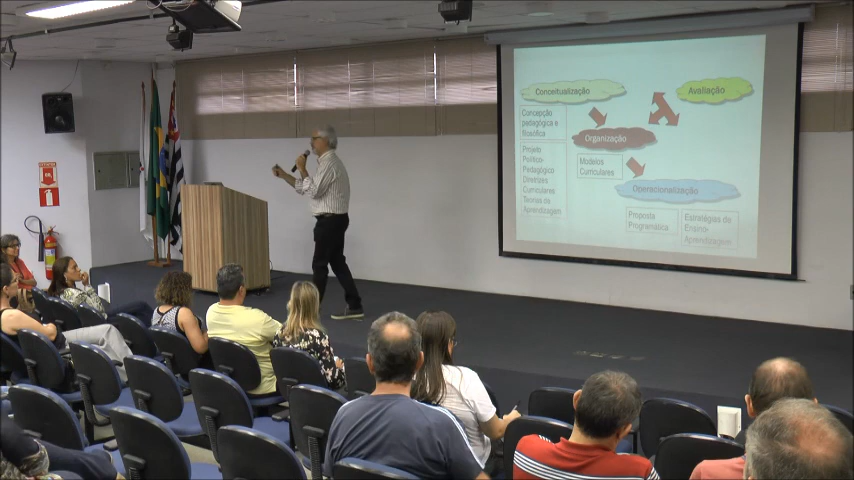 Conceitualização
Avaliação
Concepção
pedagógica e
filosófica
Organização
Projeto
Político-
Pedagógico
Diretrizes
Curriculares
Teorias da
Aprendizagem
Modelos
Curriculares
Operacionalização
Proposta
Programática
Estratégias de
Ensino-
Aprendizagem